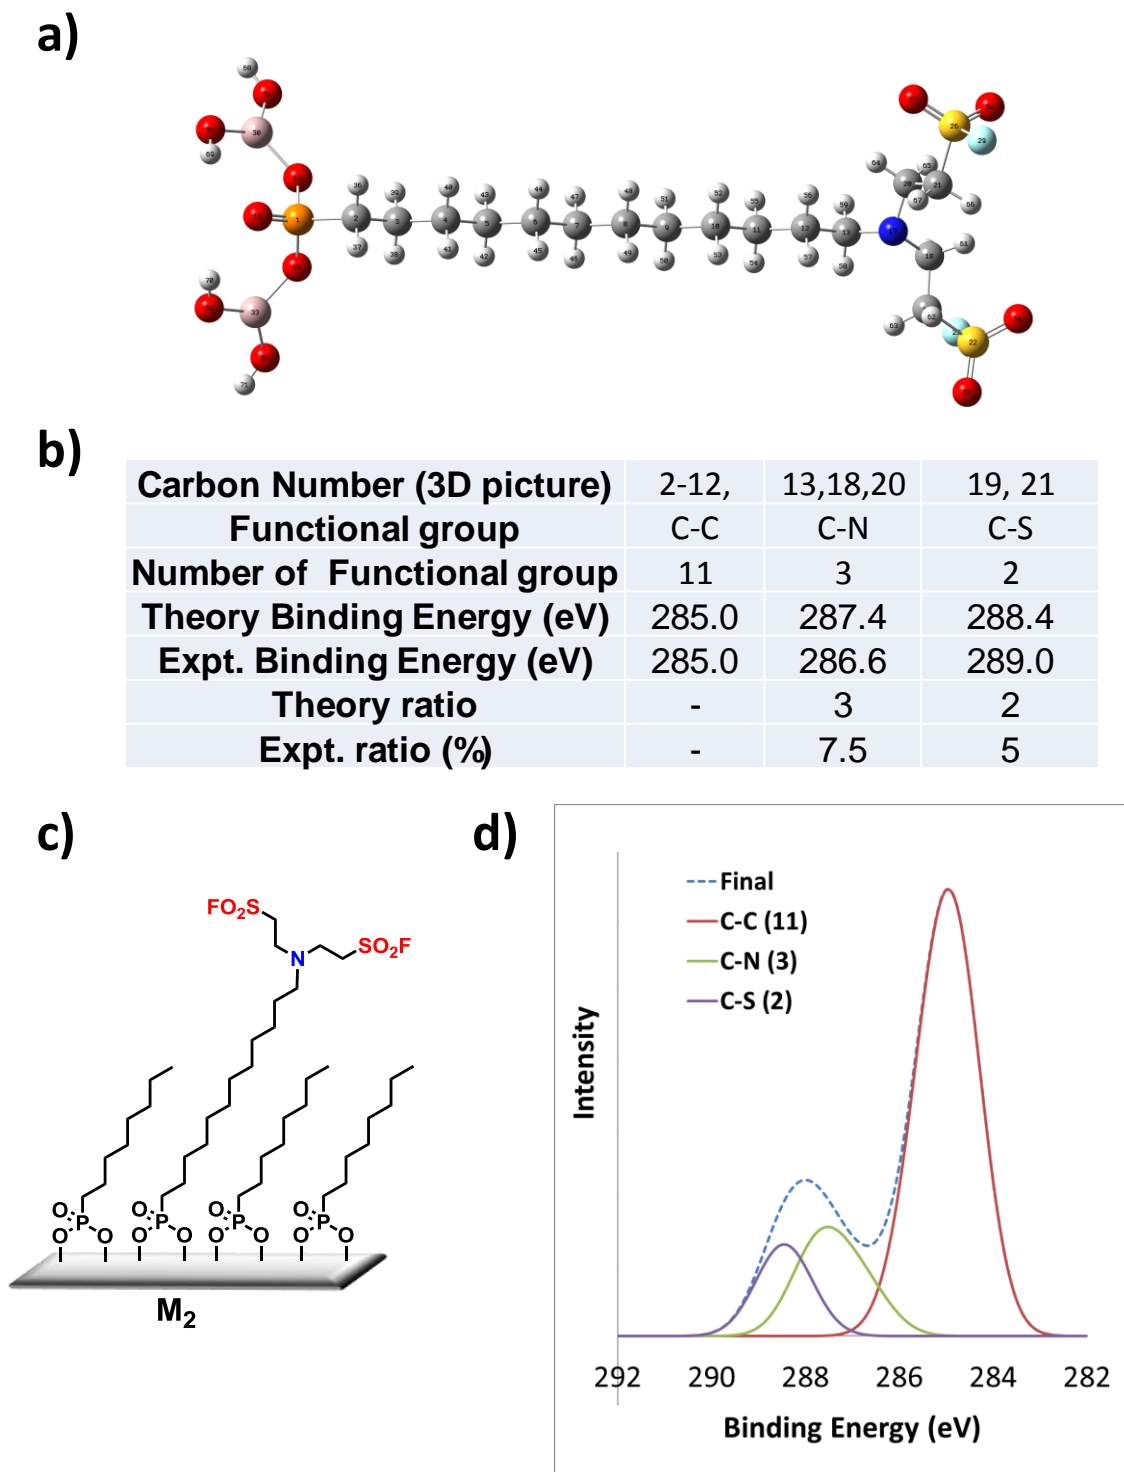 a)
b)
Carbon Number (3D picture) 2-12, 13,18,20 19, 21
Functional group C-C C-N C-S
Number of Functional group 11 3 2
Theory Binding Energy (eV) 285.0 287.4 288.4
Expt. Binding Energy (eV) 285.0 286.6 289.0
Theory ratio - 3 2
Expt. ratio (%) - 7.5 5
c)
FO2S
SO2F
N
O O O O
P P P P
O O O O O O O O
M2
d)
Final
C-C (11)
C-N (3)
C-S (2)
Intensity
292 290 288 286 284 282
Binding Energy (eV)